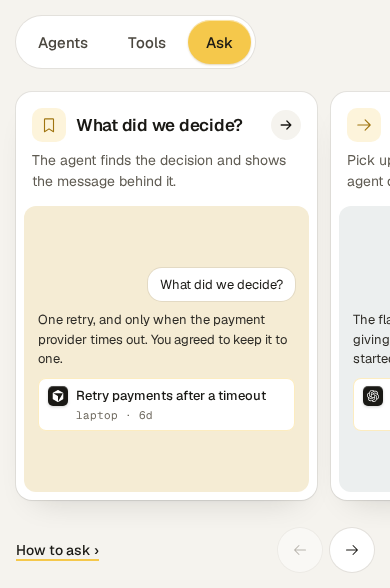 Agents
Tools
Ask
What did we decide?
The agent finds the decision and shows
the message behind it.
Pick up
agent
What did we decide?
One retry, and only when the payment
provider times out. You agreed to keep it to
one.
Retry payments after a timeout
laptop · 6d
The
giving
started
How to ask ›